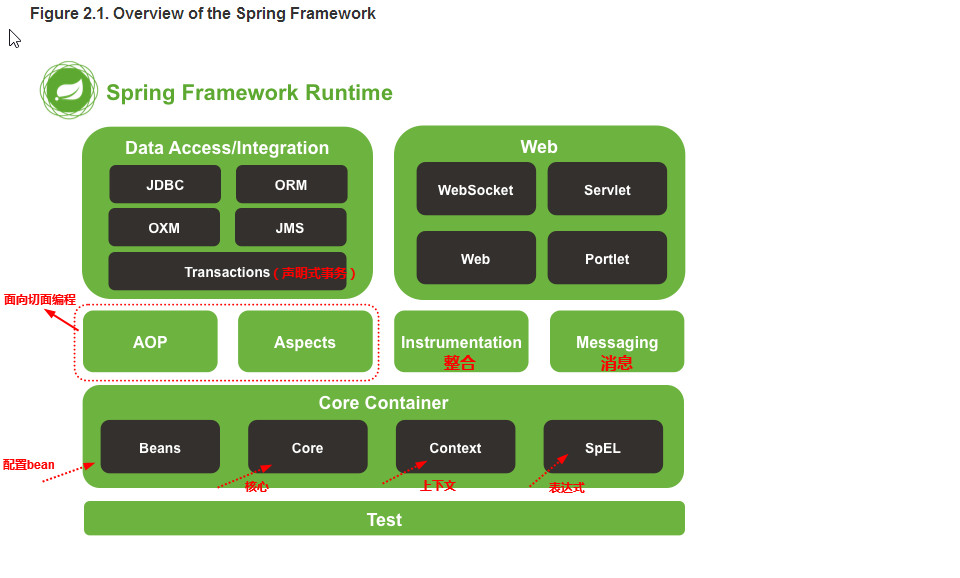 Figure 2.1. Overview of the Spring Framework
Spring Framework Runtime
Data Access/Integration
JDBC
ORM
OXM
JMS
Transactions（声明式事务）
Web
WebSocket
Servlet
Web
Portlet
面向切面编程
AOP
Aspects
Instrumentation
整合
Messaging
消息
Core Container
Beans
Core
Context
SpEL
配置bean
核心
上下文
表达式
Test